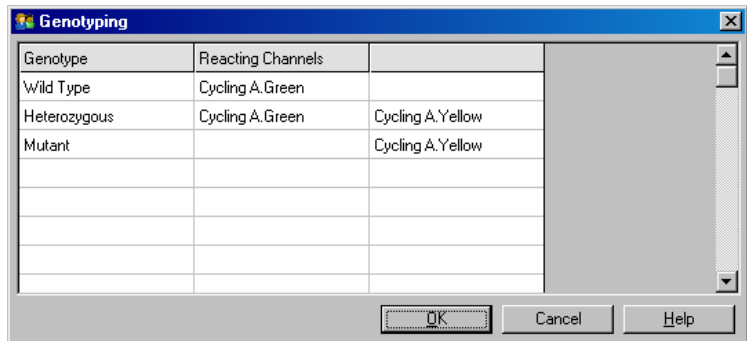 Genotyping
Genotype Reacting Channels
Wild Type Cycling A.Green
Heterozygous Cycling A.Green Cycling A.Yellow
Mutant Cycling A.Yellow
OK Cancel Help